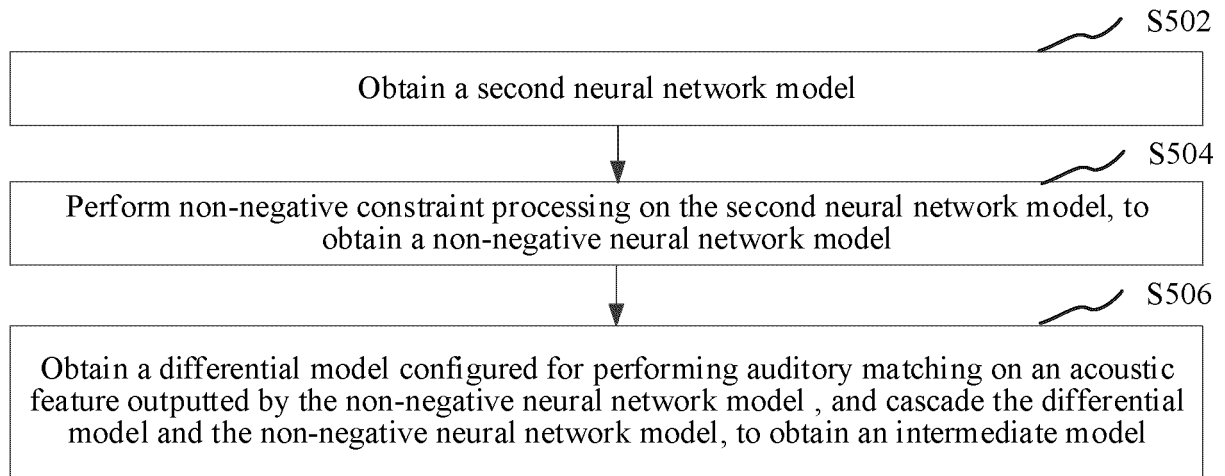 S502
Obtain a second neural network model
S504
Perform non-negative constraint processing on the second neural network model, to
obtain a non-negative neural network model
S506
Obtain a differential model configured for performing auditory matching on an acoustic
feature outputted by the non-negative neural network model , and cascade the differential
model and the non-negative neural network model, to obtain an intermediate model